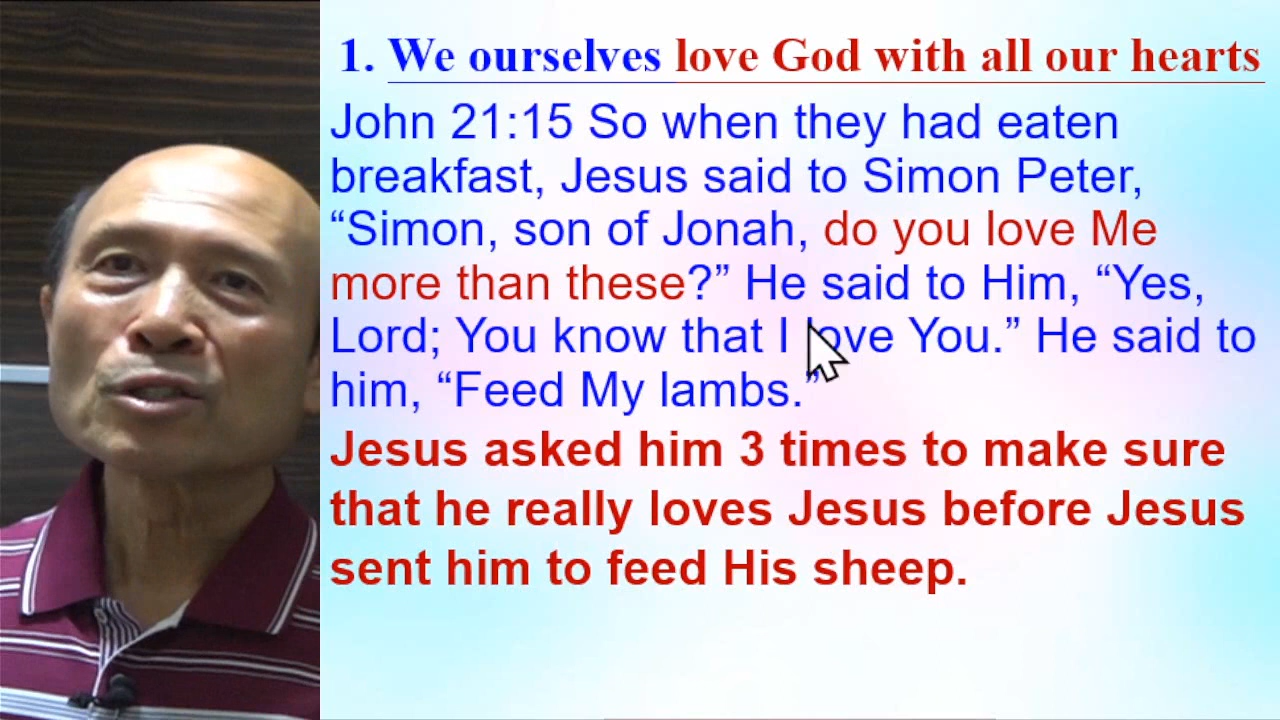 1. We ourselves love God with all our hearts
John 21:15 So when they had eaten
breakfast, Jesus said to Simon Peter,
“Simon, son of Jonah, do you love Me
more than these?” He said to Him, “Yes,
Lord; You know that I love You.” He said to
him, “Feed My lambs.”
Jesus asked him 3 times to make sure
that he really loves Jesus before Jesus
sent him to feed His sheep.